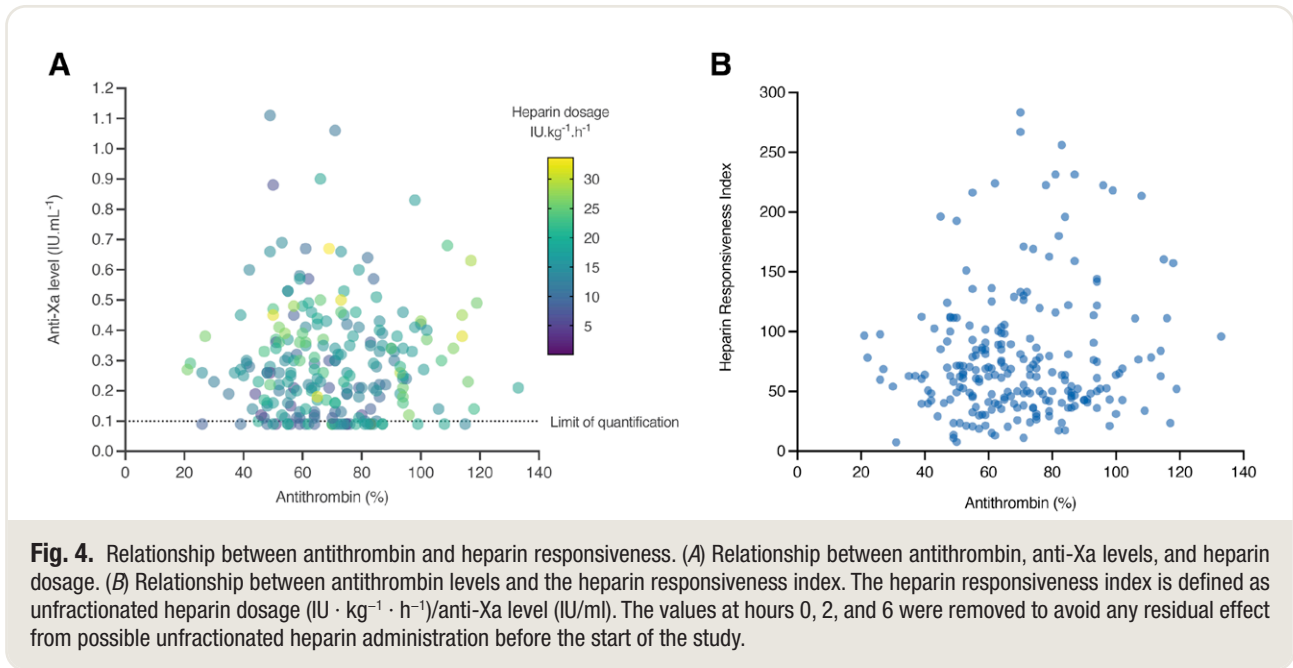 A
Anti-Xa level (IU.mL-1)
1.2
1.1
1.0
0.9
0.8
0.7
0.6
0.5
0.4
0.3
0.2
0.1
0.0
0 20 40 60 80 100 120 140
Antithrombin (%)
Limit of quantification
Heparin dosage
IU.kg-1.h-1
30
25
20
15
10
5
B
Heparin Responsiveness Index
300
250
200
150
100
50
0
0 20 40 60 80 100 120 140
Antithrombin (%)
Fig. 4. Relationship between antithrombin and heparin responsiveness. (A) Relationship between antithrombin, anti-Xa levels, and heparin
dosage. (B) Relationship between antithrombin levels and the heparin responsiveness index. The heparin responsiveness index is defined as
unfractionated heparin dosage (IU · kg–1 · h–1)/anti-Xa level (IU/ml). The values at hours 0, 2, and 6 were removed to avoid any residual effect
from possible unfractionated heparin administration before the start of the study.